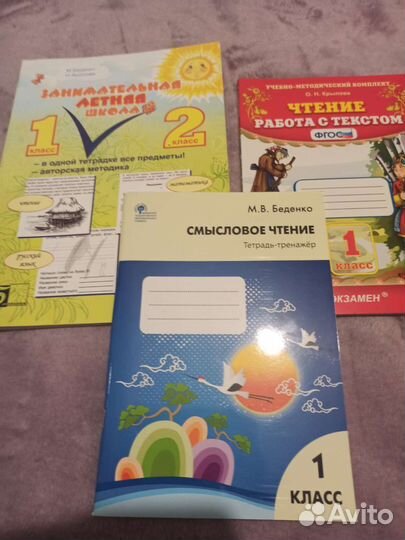 М.В. Беденко
ЗАНИМАТЕЛЬНАЯ
ЛЕТНЯЯ
ШКОЛА
1
КЛАСС
2
КЛАСС
– в одной тетрадке все предметы!
– авторская методика
чтение
математика
русский
язык
УЧЕБНО-МЕТОДИЧЕСКИЙ КОМПЛЕКТ
О. Н. Крылова
ЧТЕНИЕ
РАБОТА С ТЕКСТОМ
ФГОС
1
КЛАСС
ЭКЗАМЕН®
М.В. Беденко
СМЫСЛОВОЕ ЧТЕНИЕ
Тетрадь-тренажёр
1
КЛАСС
Avito